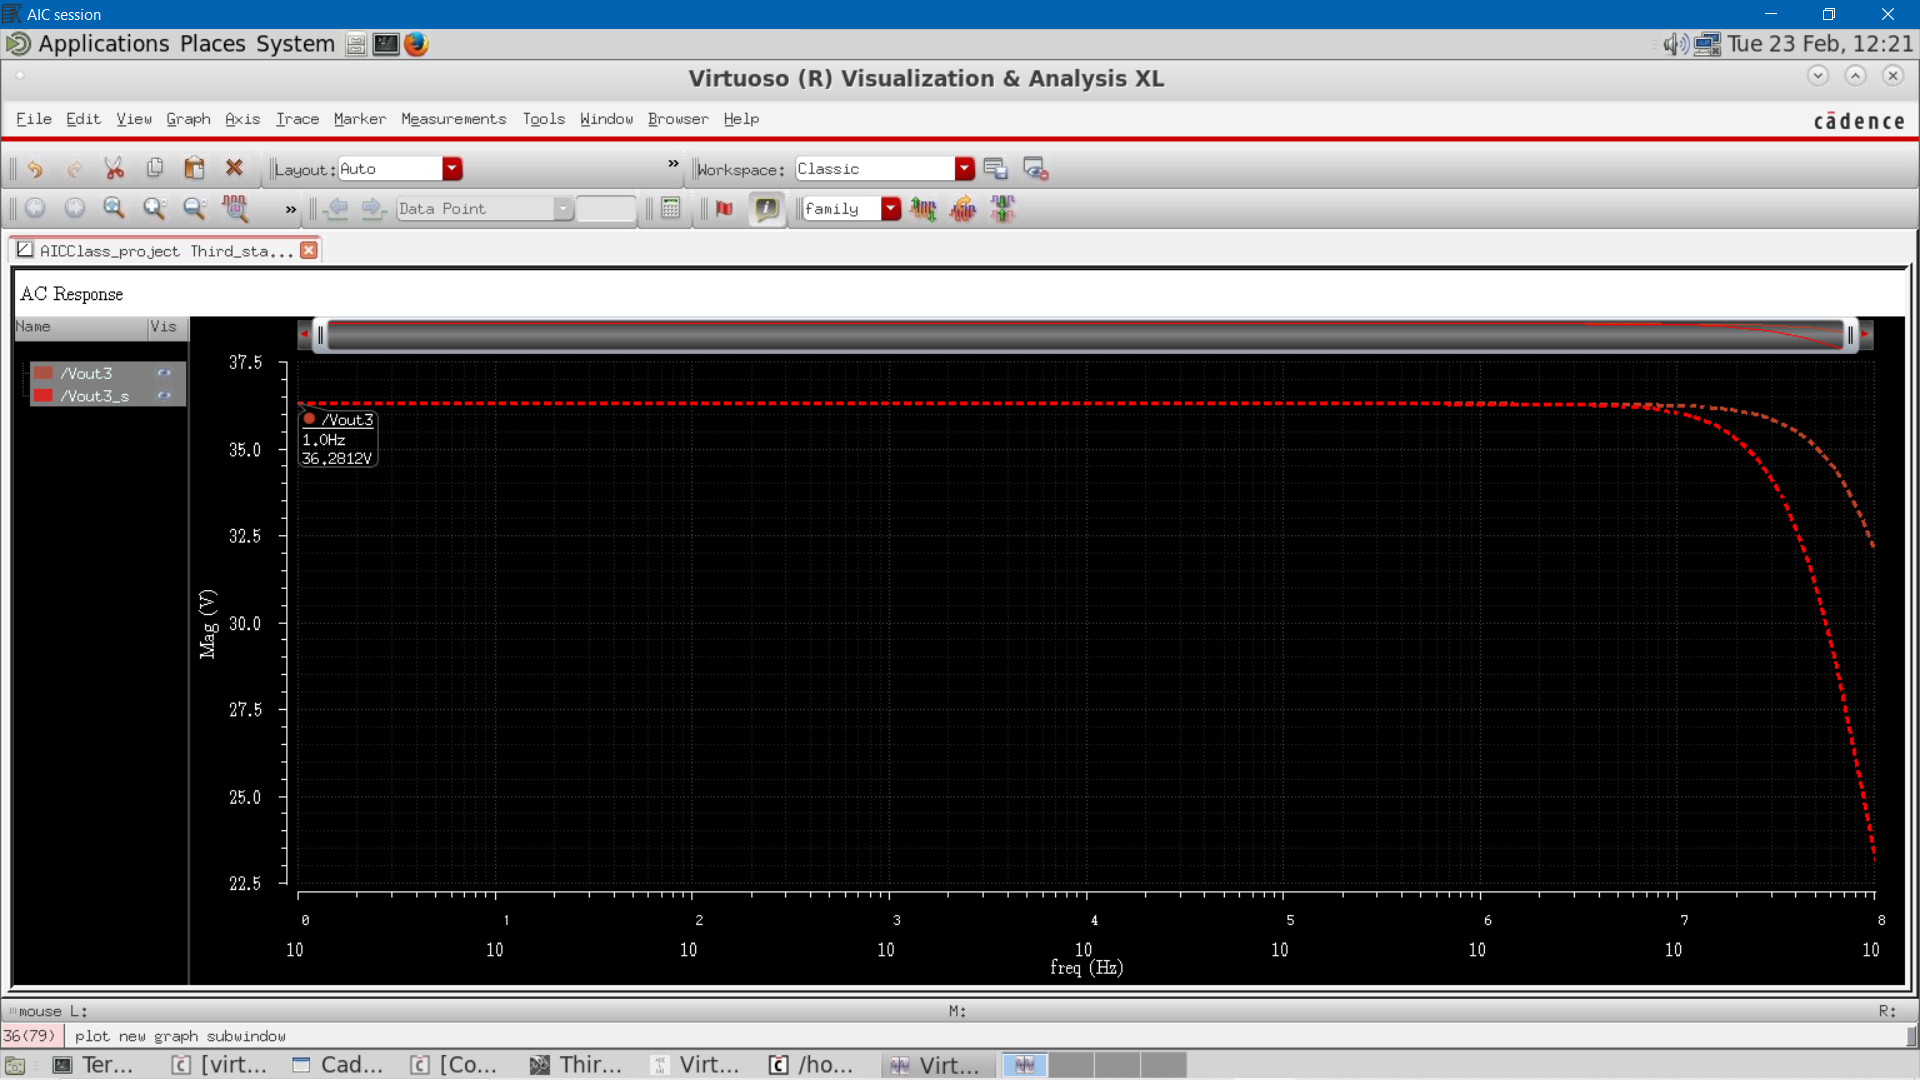 AIC session
Applications Places System
Tue 23 Feb, 12:21
Virtuoso (R) Visualization & Analysis XL
File Edit View Graph Axis Trace Marker Measurements Tools Window Browser Help
cādence
Layout: Auto
»
Workspace: Classic
»
Data Point
family
AICClass_project Third_sta...
AC Response
Name Vis
/Vout3
/Vout3_s
37.5
35.0
32.5
30.0
27.5
25.0
22.5
Mag (V)
/Vout3
1.0Hz
36.2812V
0 1 2 3 4 5 6 7 8
10 10 10 10 10 10 10 10 10
freq (Hz)
mouse L: M: R:
36(79) plot new graph subwindow
Ter... [virt... Cad... [Co... Thir... Virt... /ho... Virt...